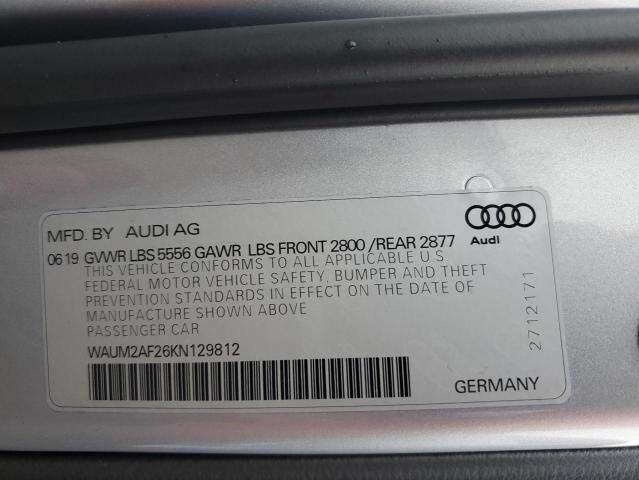 MFD. BY AUDI AG
Audi
06 19 GVWR LBS 5556 GAWR LBS FRONT 2800 /REAR 2877
THIS VEHICLE CONFORMS TO ALL APPLICABLE U.S.
FEDERAL MOTOR VEHICLE SAFETY, BUMPER AND THEFT
PREVENTION STANDARDS IN EFFECT ON THE DATE OF
MANUFACTURE SHOWN ABOVE
PASSENGER CAR
WAUM2AF26KN129812
GERMANY
2712171